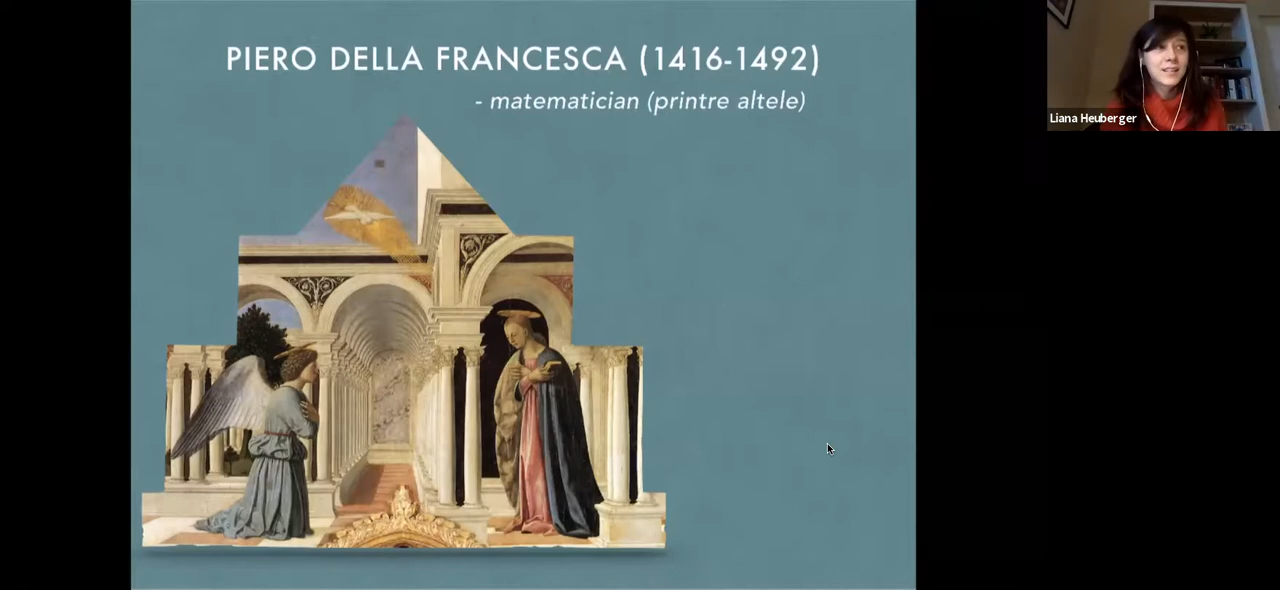 PIERO DELLA FRANCESCA (1416-1492)
- matematician (printre altele)
Liana Heuberger